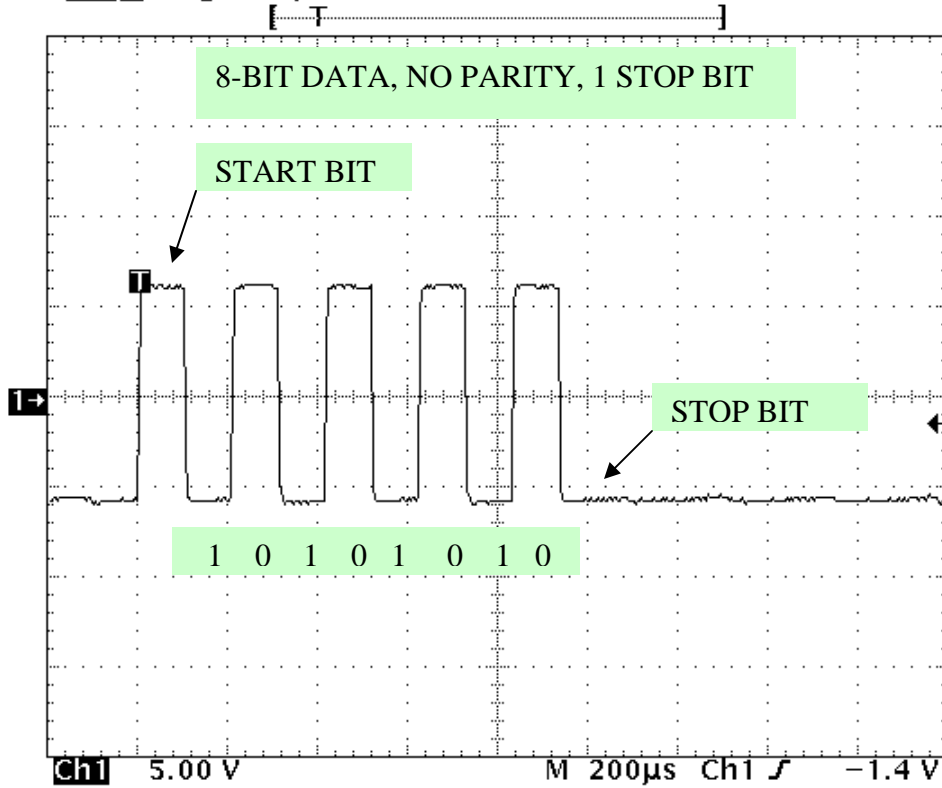 [ T ]
8-BIT DATA, NO PARITY, 1 STOP BIT
START BIT
T
1→
STOP BIT
1 0 1 0 1 0 1 0
Ch1 5.00 V M 200µs Ch1 -1.4 V